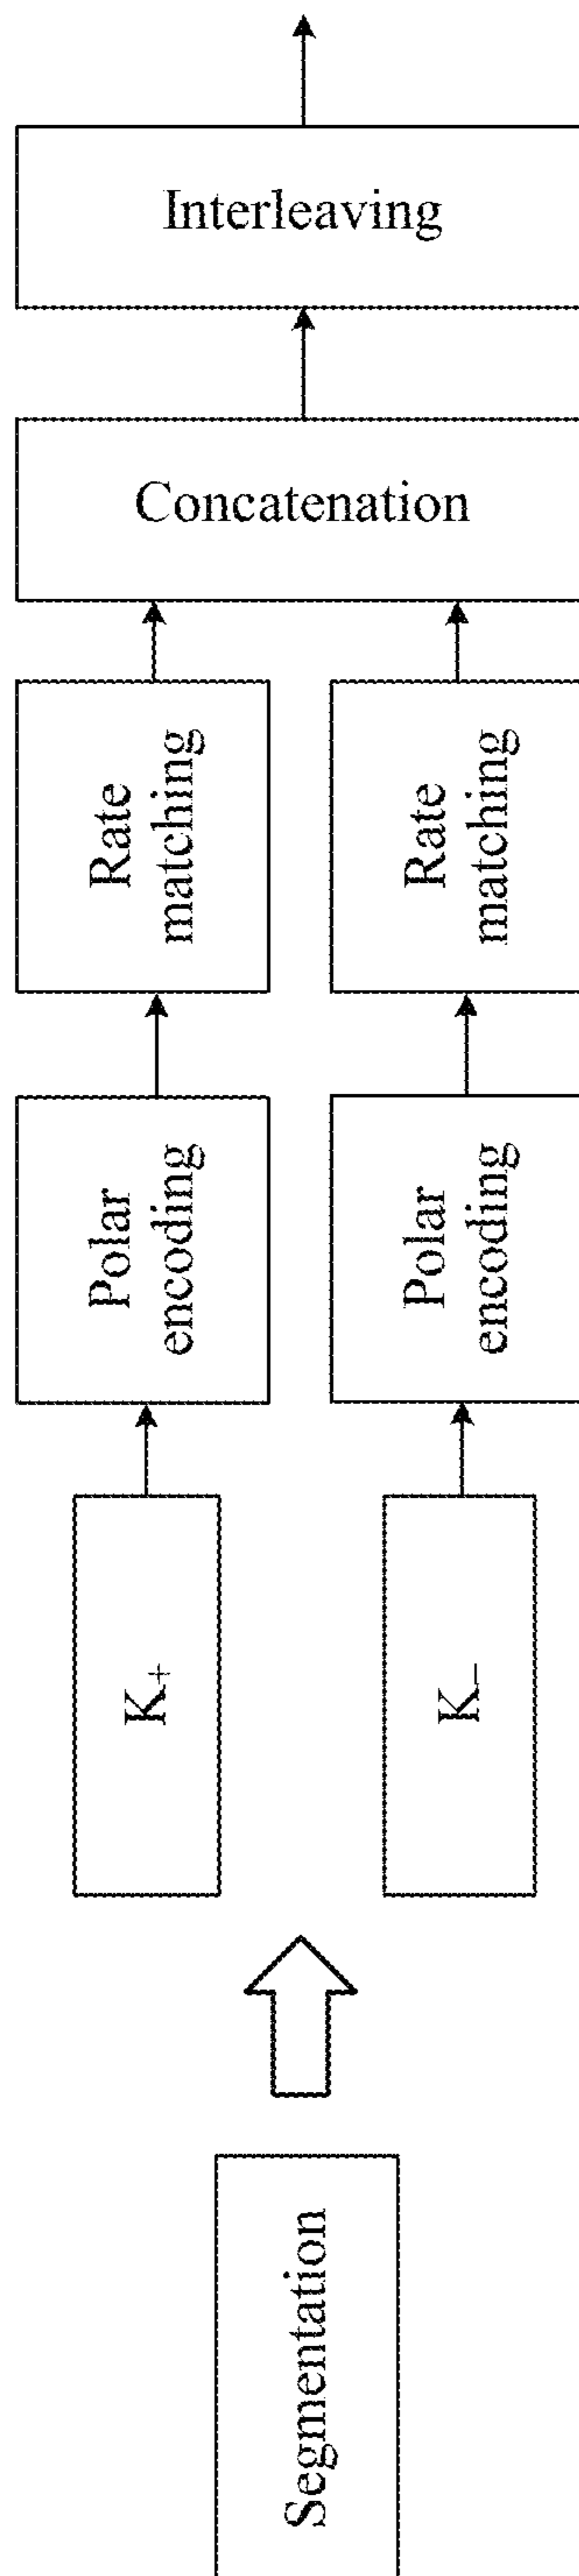 Interleaving
Concatenation
Rate
matching
Rate
matching
Polar
encoding
Polar
encoding
K₊
K₋
Segmentation